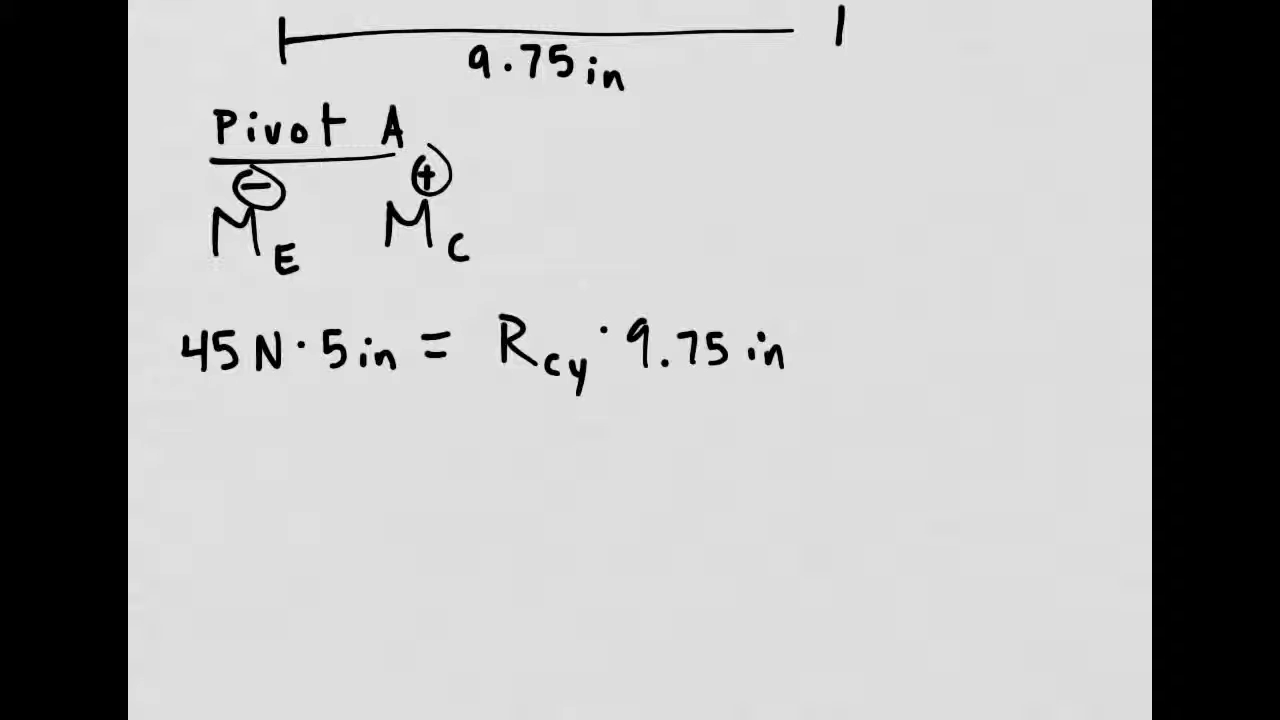 9.75 in
Pivot A
⊖ ⊕
M_E M_C
45 N · 5 in = R_cy · 9.75 in